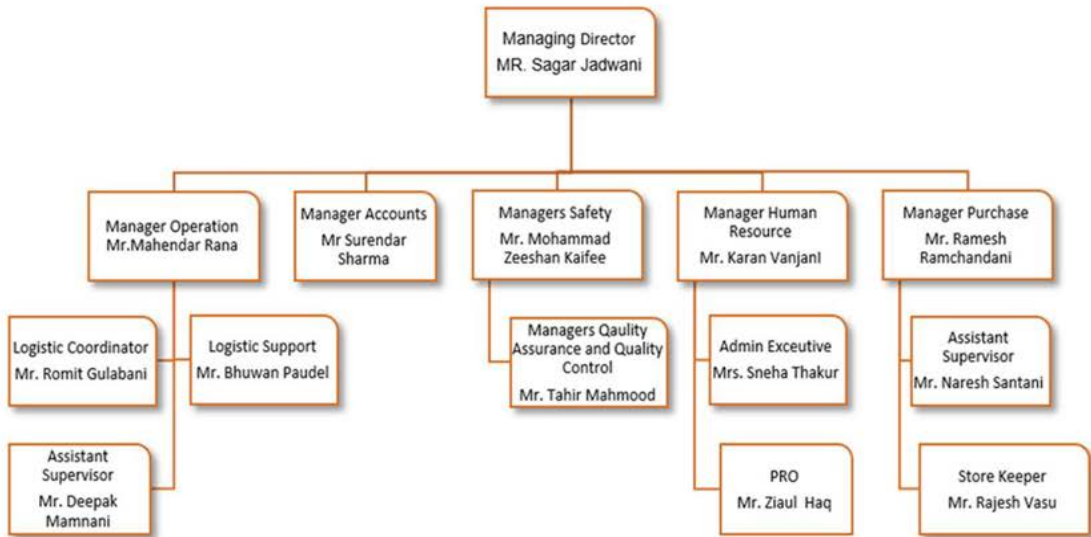 Managing Director
MR. Sagar Jadwani
Manager Operation
Mr.Mahendar Rana
Manager Accounts
Mr Surendar
Sharma
Managers Safety
Mr. Mohammad
Zeeshan Kaifee
Manager Human
Resource
Mr. Karan VanjanI
Manager Purchase
Mr. Ramesh
Ramchandani
Logistic Coordinator
Mr. Romit Gulabani
Logistic Support
Mr. Bhuwan Paudel
Managers Qaulity
Assurance and Quality
Control
Mr. Tahir Mahmood
Admin Exceutive
Mrs. Sneha Thakur
Assistant
Supervisor
Mr. Naresh Santani
Assistant
Supervisor
Mr. Deepak
Mamnani
PRO
Mr. Ziaul  Haq
Store Keeper
Mr. Rajesh Vasu